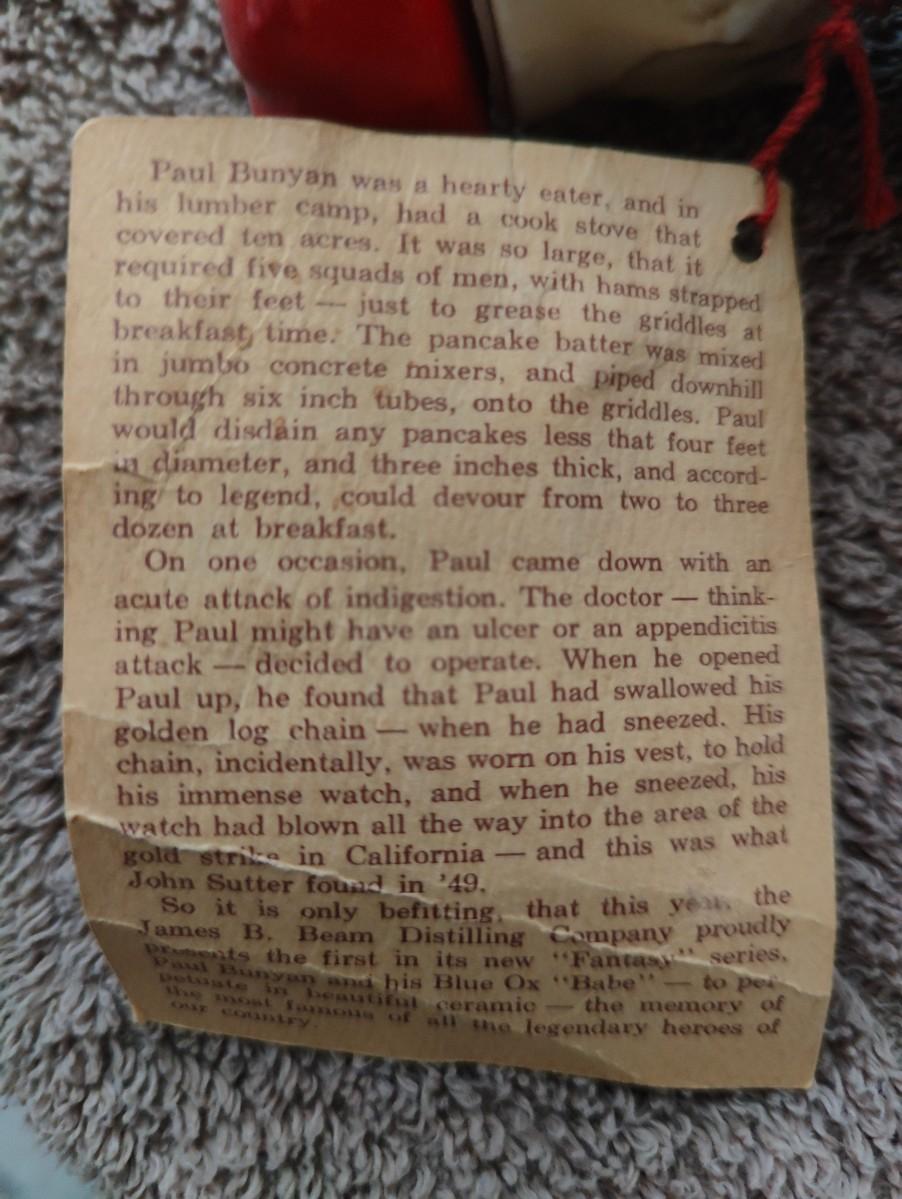 Paul Bunyan was a hearty eater, and in
his lumber camp, had a cook stove that
covered ten acres. It was so large, that it
required five squads of men, with hams strapped
to their feet — just to grease the griddles at
breakfast time. The pancake batter was mixed
in jumbo concrete mixers, and piped downhill
through six inch tubes, onto the griddles. Paul
would disdain any pancakes less that four feet
in diameter, and three inches thick, and accord-
ing to legend, could devour from two to three
dozen at breakfast.
On one occasion, Paul came down with an
acute attack of indigestion. The doctor — think-
ing Paul might have an ulcer or an appendicitis
attack — decided to operate. When he opened
Paul up, he found that Paul had swallowed his
golden log chain — when he had sneezed. His
chain, incidentally, was worn on his vest, to hold
his immense watch, and when he sneezed, his
watch had blown all the way into the area of the
gold strike in California — and this was what
John Sutter found in '49.
So it is only befitting, that this year, the
James B. Beam Distilling Company proudly
presents the first in its new "Fantasy" series,
Paul Bunyan and his Blue Ox "Babe" — to per-
petuate in beautiful ceramic — the memory of
the most famous of all the legendary heroes of
our country.